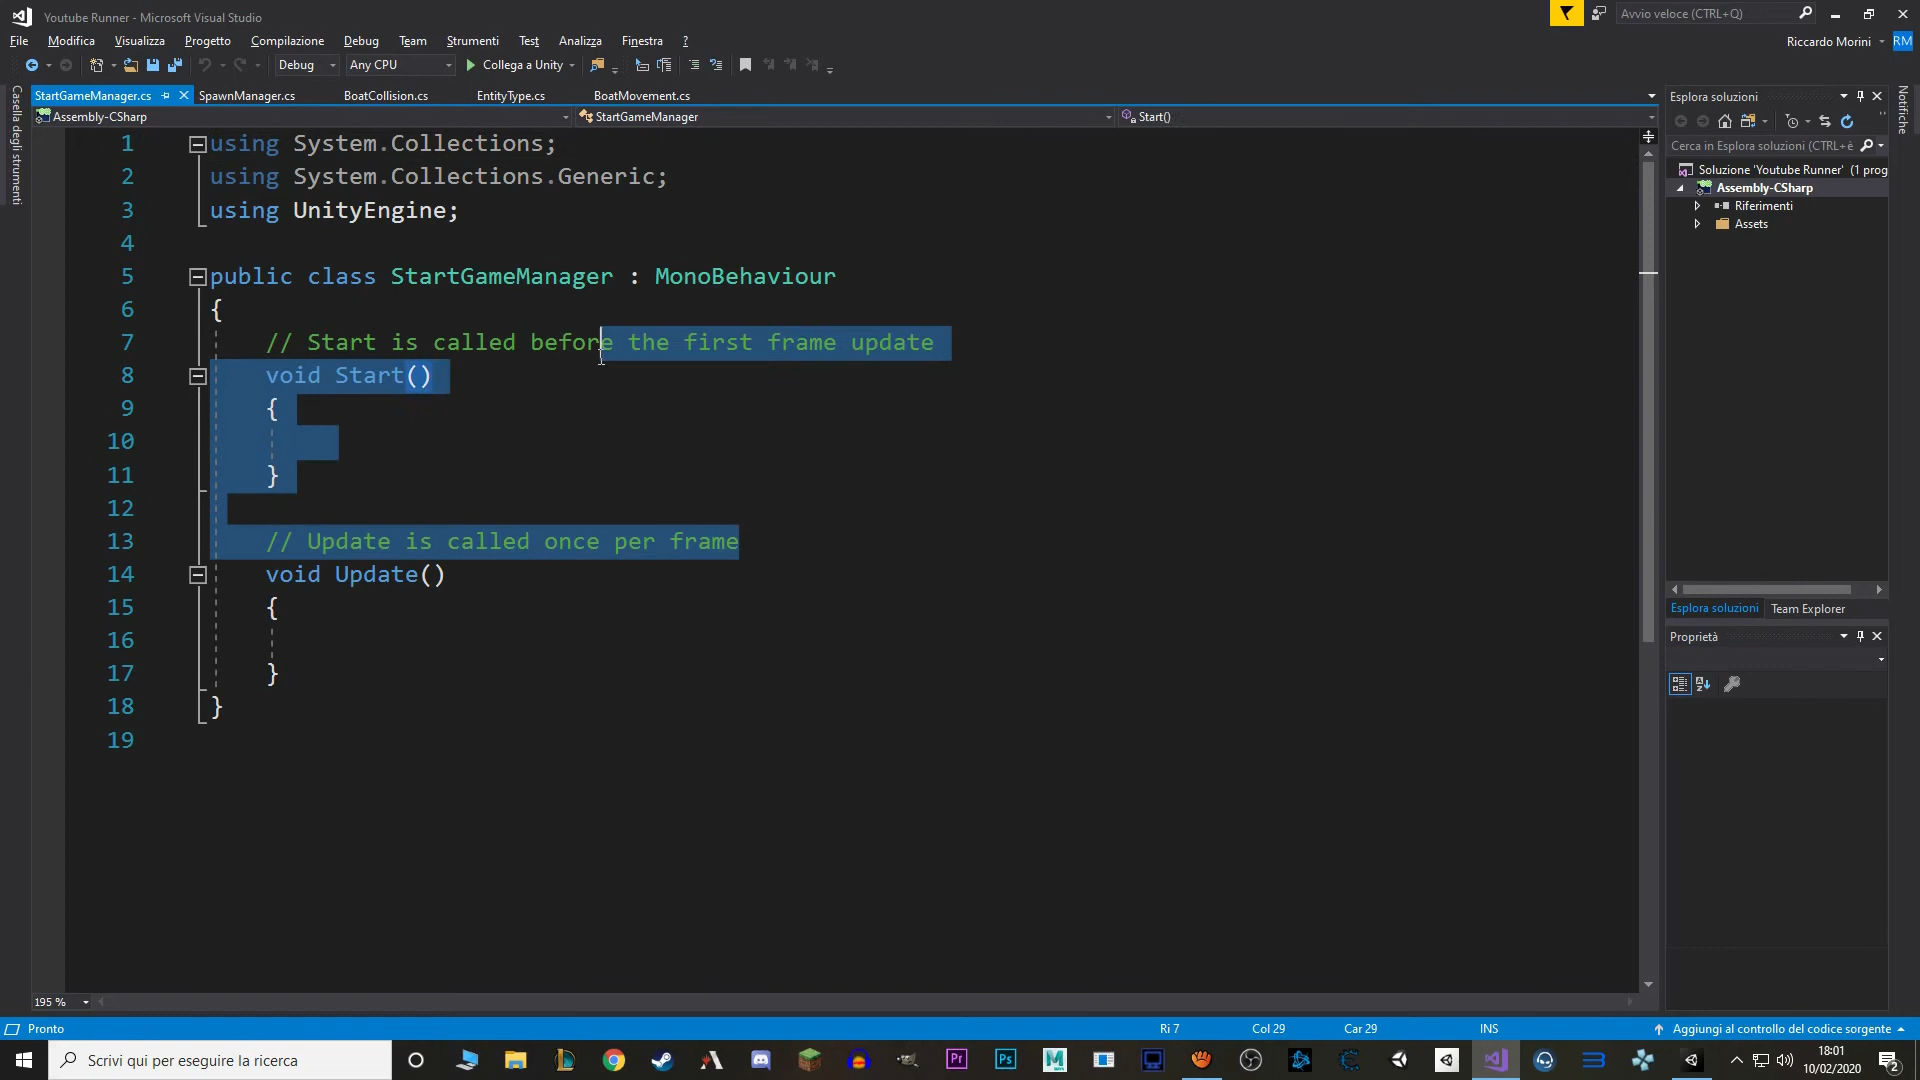 Youtube Runner - Microsoft Visual Studio
Avvio veloce (CTRL+Q)
File Modifica Visualizza Progetto Compilazione Debug Team Strumenti Test Analizza Finestra ?
Riccardo Morini RM
Debug Any CPU Collega a Unity
Casella degli strumenti
StartGameManager.cs SpawnManager.cs BoatCollision.cs EntityType.cs BoatMovement.cs
Assembly-CSharp StartGameManager Start()
1 using System.Collections;
2 using System.Collections.Generic;
3 using UnityEngine;
4
5 public class StartGameManager : MonoBehaviour
6 {
7 // Start is called before the first frame update
8 void Start()
9 {
10
11 }
12
13 // Update is called once per frame
14 void Update()
15 {
16
17 }
18 }
19
195 %
Esplora soluzioni
Cerca in Esplora soluzioni (CTRL+è
Soluzione 'Youtube Runner' (1 prog
Assembly-CSharp
Riferimenti
Assets
Esplora soluzioni Team Explorer
Proprietà
Notifiche
Pronto
Ri 7 Col 29 Car 29 INS
Aggiungi al controllo del codice sorgente
Scrivi qui per eseguire la ricerca
Pr Ps M
18:01
10/02/2020
2